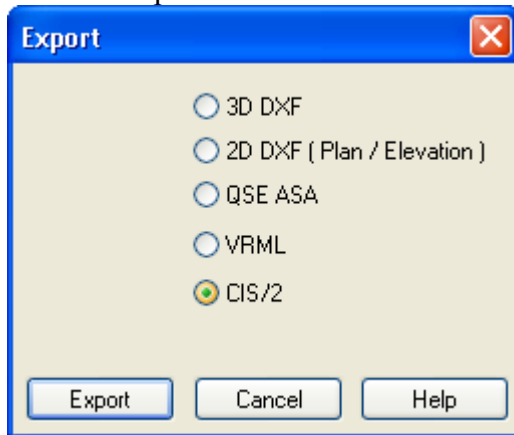 Export
3D DXF
2D DXF ( Plan / Elevation )
QSE ASA
VRML
CIS/2
Export Cancel Help